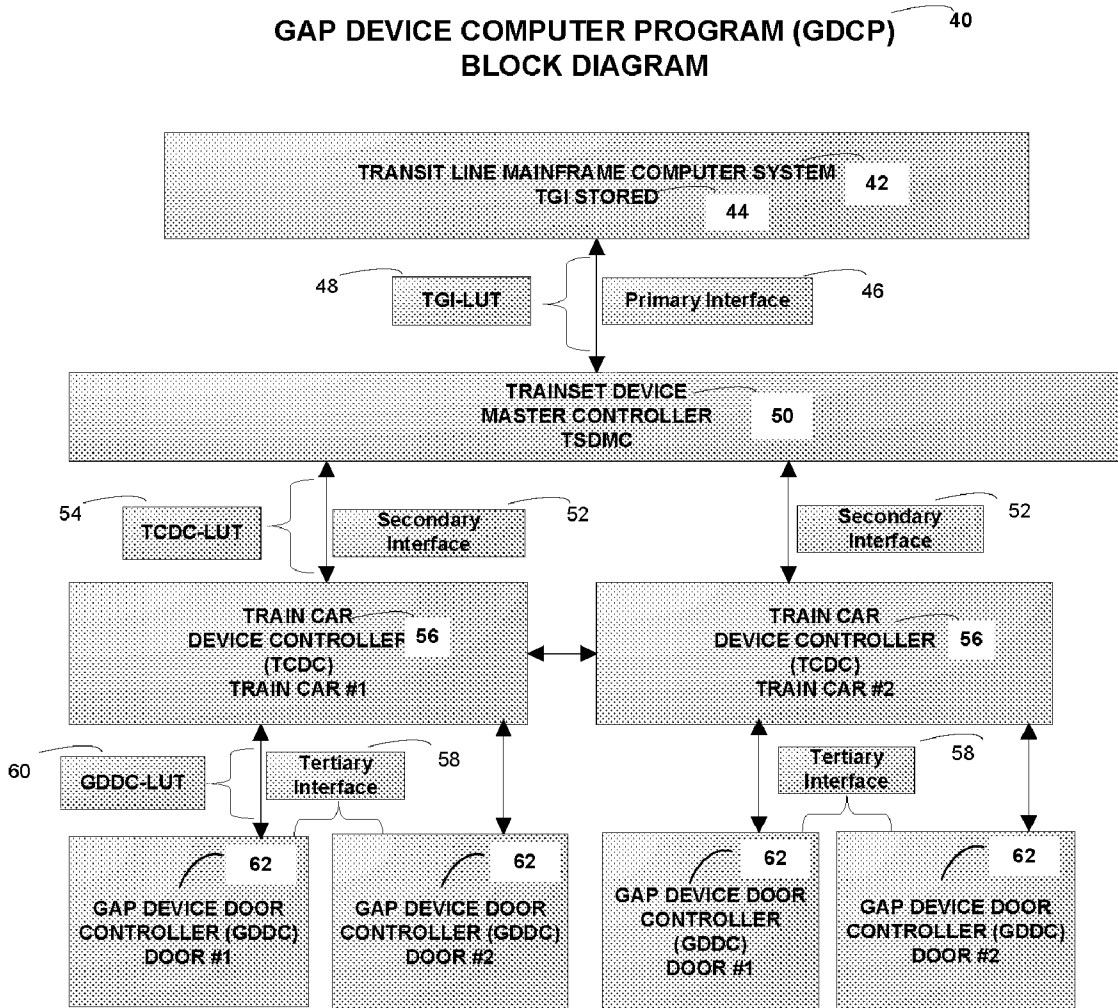 GAP DEVICE COMPUTER PROGRAM (GDCP) 40
BLOCK DIAGRAM
TRANSIT LINE MAINFRAME COMPUTER SYSTEM 42
TGI STORED 44
48 TGI-LUT Primary Interface 46
TRAINSET DEVICE
MASTER CONTROLLER 50
TSDMC
54 TCDC-LUT
Secondary
Interface
52
Secondary
Interface
52
TRAIN CAR
DEVICE CONTROLLER 56
(TCDC)
TRAIN CAR #1
TRAIN CAR
DEVICE CONTROLLER 56
(TCDC)
TRAIN CAR #2
60 GDDC-LUT
Tertiary
Interface
58
Tertiary
Interface
58
62
GAP DEVICE DOOR
CONTROLLER (GDDC)
DOOR #1
62
GAP DEVICE DOOR
CONTROLLER (GDDC)
DOOR #2
62
GAP DEVICE DOOR
CONTROLLER
(GDDC)
DOOR #1
62
GAP DEVICE DOOR
CONTROLLER (GDDC)
DOOR #2